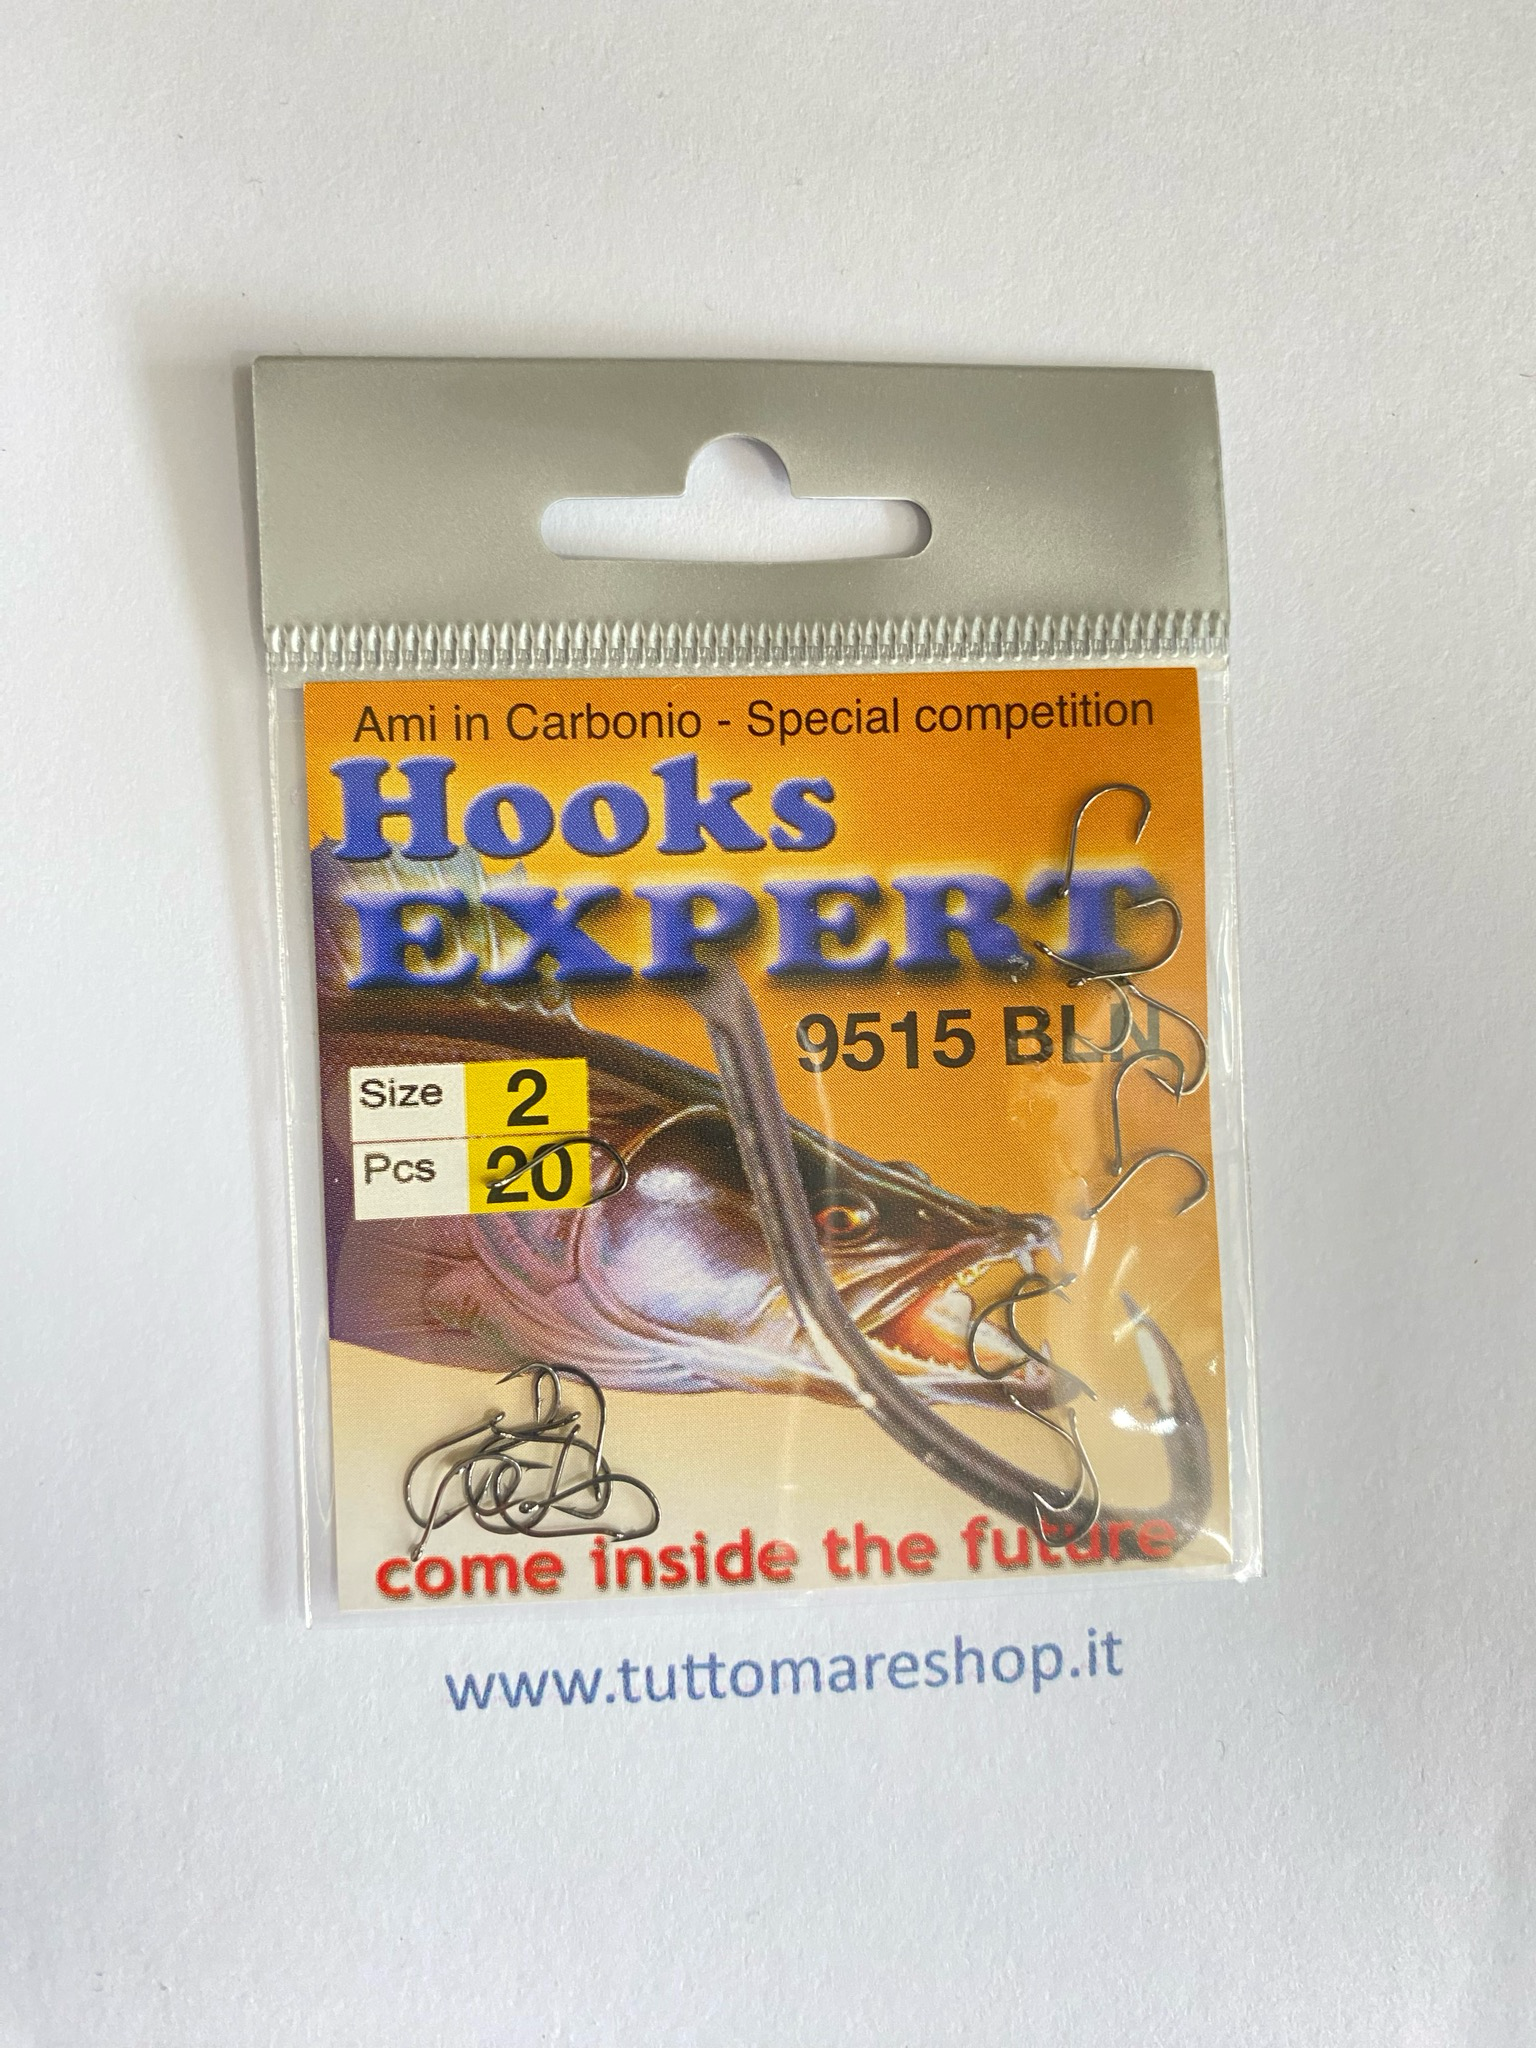 Ami in Carbonio - Special competition
Hooks
EXPERT
9515 BLN
Size 2
Pcs 20
come inside the future
www.tuttomareshop.it